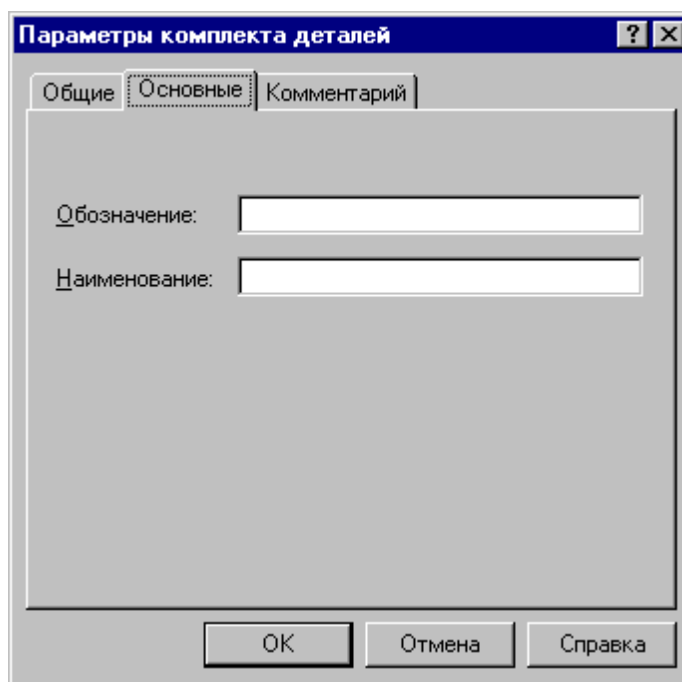 Параметры комплекта деталей
Общие Основные Комментарий
Обозначение:
Наименование:
OK Отмена Справка